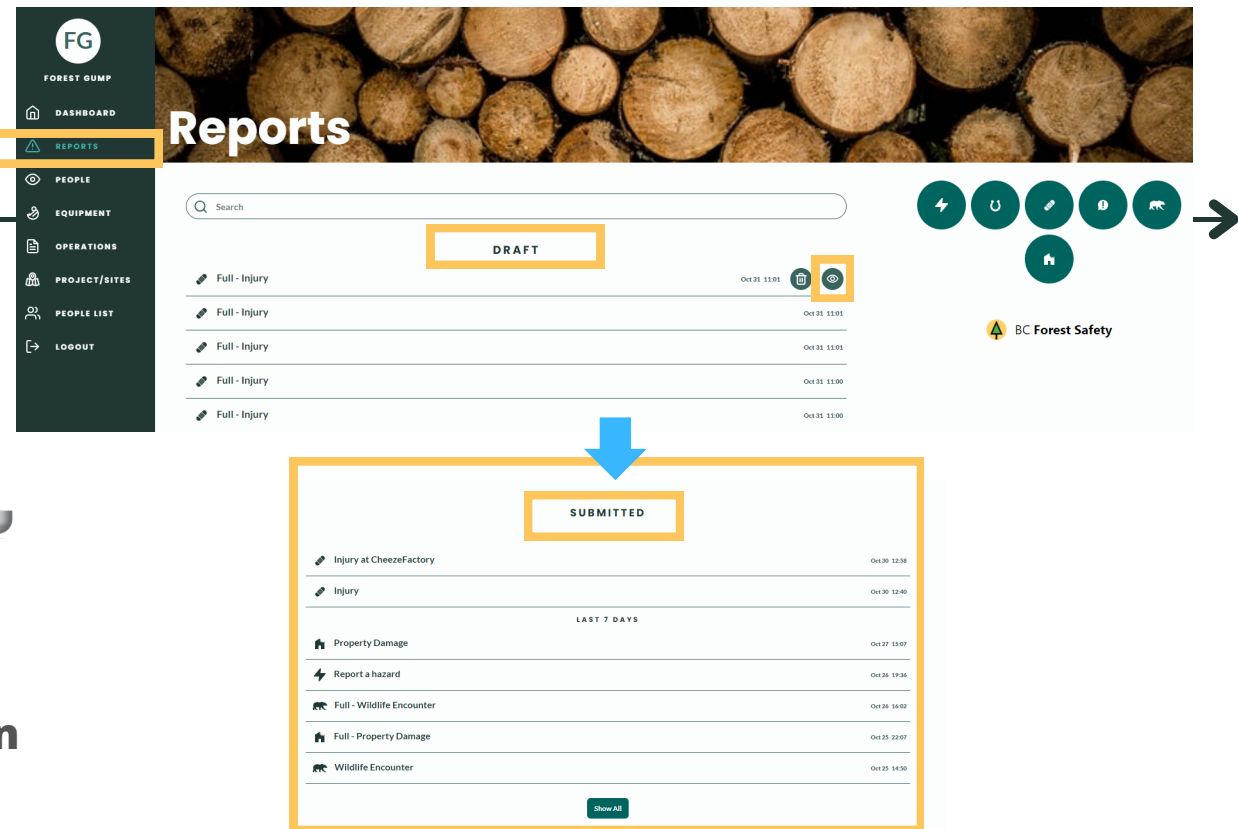 FG
FOREST GUMP
DASHBOARD
REPORTS
PEOPLE
EQUIPMENT
OPERATIONS
PROJECT/SITES
PEOPLE LIST
LOGOUT
Reports
Search
DRAFT
Full - Injury Oct 31 11:01
Full - Injury Oct 31 11:01
Full - Injury Oct 31 11:01
Full - Injury Oct 31 11:00
Full - Injury Oct 31 11:00
BC Forest Safety
SUBMITTED
Injury at CheezeFactory Oct 30 12:58
Injury Oct 30 12:40
LAST 7 DAYS
Property Damage Oct 27 15:07
Report a hazard Oct 26 19:36
Full - Wildlife Encounter Oct 26 16:02
Full - Property Damage Oct 25 22:07
Wildlife Encounter Oct 25 14:50
Show All